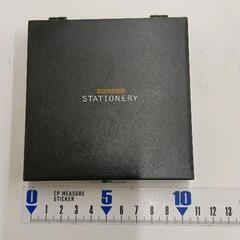 STATIONERY
0 5 10
CP MEASURE
STICKER
1 2 3 4 6 7 8 9 11 12 13